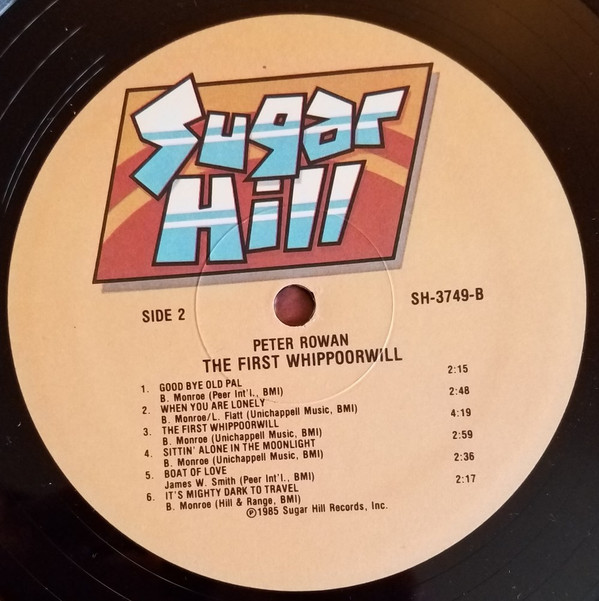 Sugar
Hill
SIDE 2
SH-3749-B
PETER ROWAN
THE FIRST WHIPPOORWILL
1. GOOD BYE OLD PAL 2:15
B. Monroe (Peer Int'l., BMI)
2. WHEN YOU ARE LONELY 2:48
B. Monroe/L. Flatt (Unichappell Music, BMI)
3. THE FIRST WHIPPOORWILL 4:19
B. Monroe (Unichappell Music, BMI)
4. SITTIN' ALONE IN THE MOONLIGHT 2:59
B. Monroe (Unichappell Music, BMI)
5. BOAT OF LOVE 2:36
James W. Smith (Peer Int'l., BMI)
6. IT'S MIGHTY DARK TO TRAVEL 2:17
B. Monroe (Hill & Range, BMI)
℗1985 Sugar Hill Records, Inc.